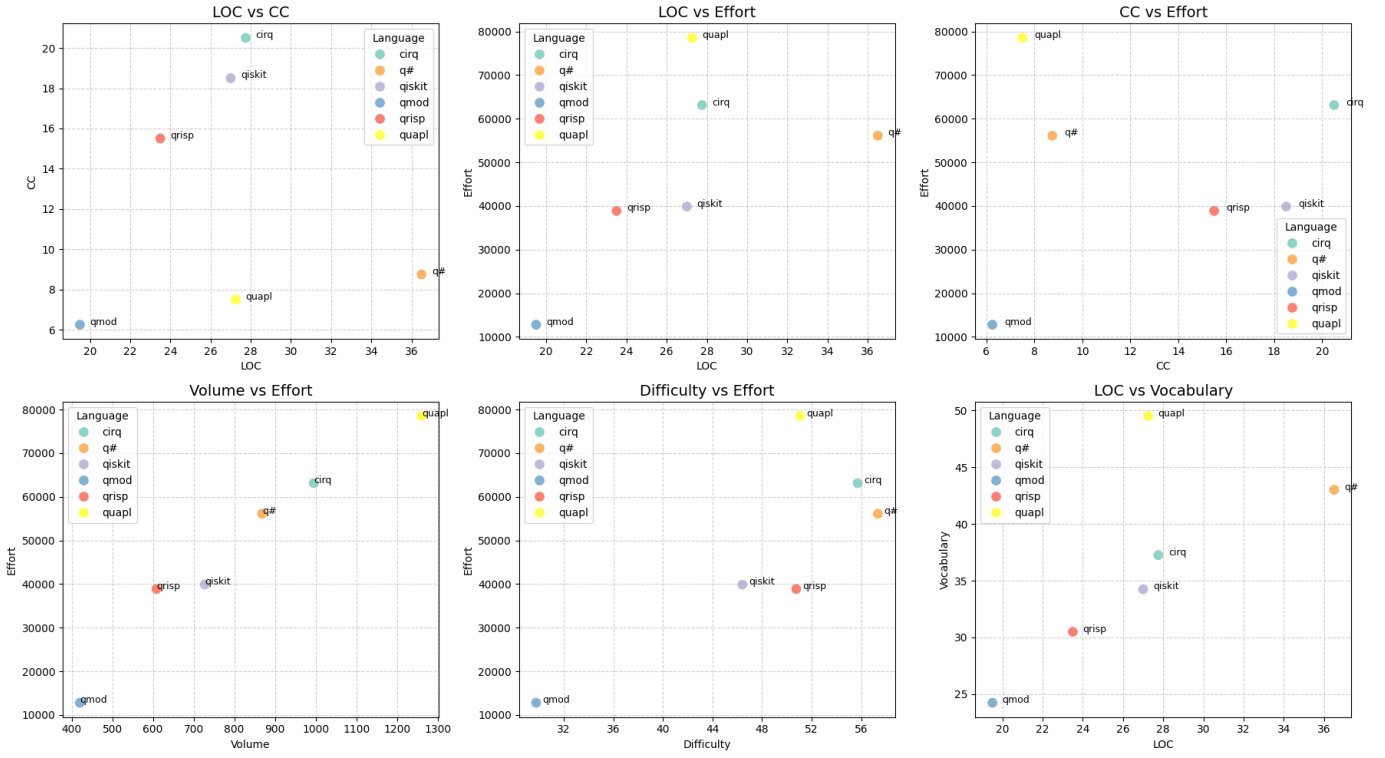 LOC vs CC
20
18
16
14
12
10
8
6
CC
cirq
qiskit
qrisp
q#
quapl
qmod
Language
cirq
q#
qiskit
qmod
qrisp
quapl
20 22 24 26 28 30 32 34 36
LOC
LOC vs Effort
80000
70000
60000
50000
40000
30000
20000
10000
Effort
Language
cirq
q#
qiskit
qmod
qrisp
quapl
quapl
cirq
q#
qrisp
qiskit
qmod
20 22 24 26 28 30 32 34 36
LOC
CC vs Effort
80000
70000
60000
50000
40000
30000
20000
10000
Effort
quapl
cirq
q#
qrisp
qiskit
qmod
Language
cirq
q#
qiskit
qmod
qrisp
quapl
6 8 10 12 14 16 18 20
CC
Volume vs Effort
80000
70000
60000
50000
40000
30000
20000
10000
Effort
Language
cirq
q#
qiskit
qmod
qrisp
quapl
quapl
cirq
q#
qrisp
qiskit
qmod
400 500 600 700 800 900 1000 1100 1200 1300
Volume
Difficulty vs Effort
80000
70000
60000
50000
40000
30000
20000
10000
Effort
Language
cirq
q#
qiskit
qmod
qrisp
quapl
quapl
cirq
q#
qiskit
qrisp
qmod
32 36 40 44 48 52 56
Difficulty
LOC vs Vocabulary
50
45
40
35
30
25
Vocabulary
Language
cirq
q#
qiskit
qmod
qrisp
quapl
quapl
q#
cirq
qiskit
qrisp
qmod
20 22 24 26 28 30 32 34 36
LOC